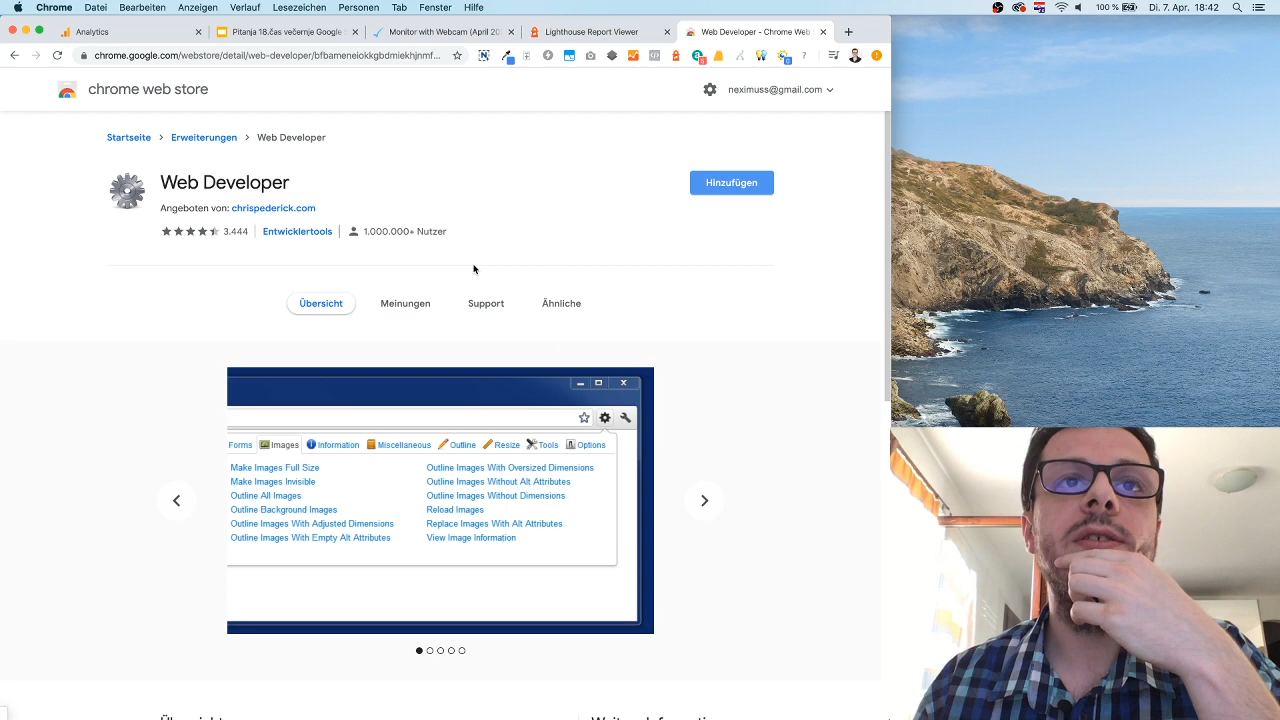 Chrome Datei Bearbeiten Anzeigen Verlauf Lesezeichen Personen Tab Fenster Hilfe 100 % Di. 7. Apr. 18:42
Analytics Pitanja 18.čas večernje Google Monitor with Webcam (April 202 Lighthouse Report Viewer Web Developer - Chrome Web
chrome.google.com/webstore/detail/web-developer/bfbameneiokkgbdmiekhjnmf...
chrome web store neximuss@gmail.com
Startseite > Erweiterungen > Web Developer
Web Developer
Hinzufügen
Angeboten von: chrispederick.com
3.444 Entwicklertools 1.000.000+ Nutzer
Übersicht Meinungen Support Ähnliche
Forms Images Information Miscellaneous Outline Resize Tools Options
Make Images Full Size Outline Images With Oversized Dimensions
Make Images Invisible Outline Images Without Alt Attributes
Outline All Images Outline Images Without Dimensions
Outline Background Images Reload Images
Outline Images With Adjusted Dimensions Replace Images With Alt Attributes
Outline Images With Empty Alt Attributes View Image Information